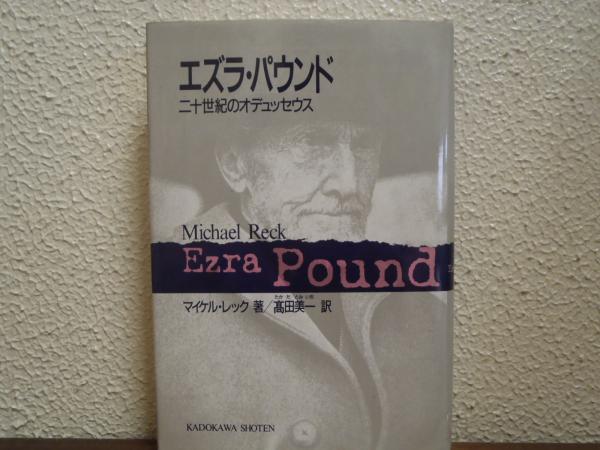 エズラ・パウンド
二十世紀のオデュッセウス
Michael Reck
Ezra Pound
マイケル・レック 著/髙田美一 訳
KADOKAWA SHOTEN